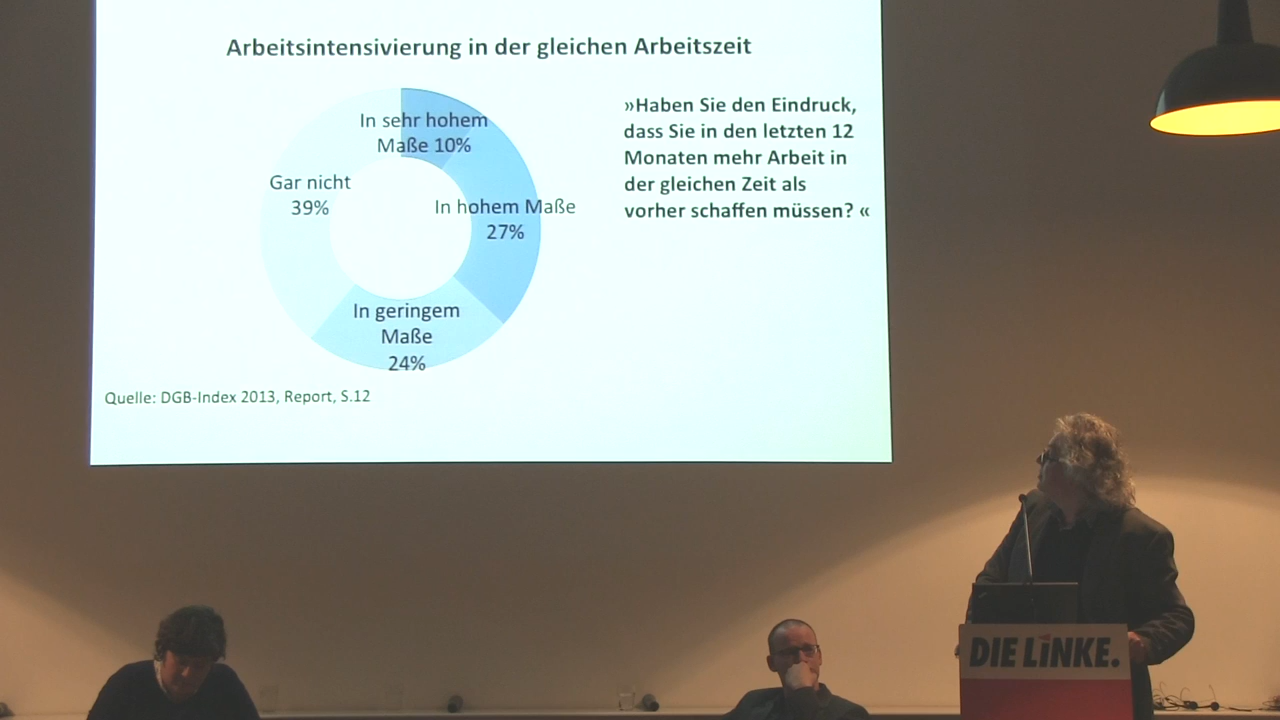 Arbeitsintensivierung in der gleichen Arbeitszeit
In sehr hohem
Maße 10%
Gar nicht
39%
In hohem Maße
27%
In geringem
Maße
24%
»Haben Sie den Eindruck,
dass Sie in den letzten 12
Monaten mehr Arbeit in
der gleichen Zeit als
vorher schaffen müssen? «
Quelle: DGB-Index 2013, Report, S.12
DIE LINKE.